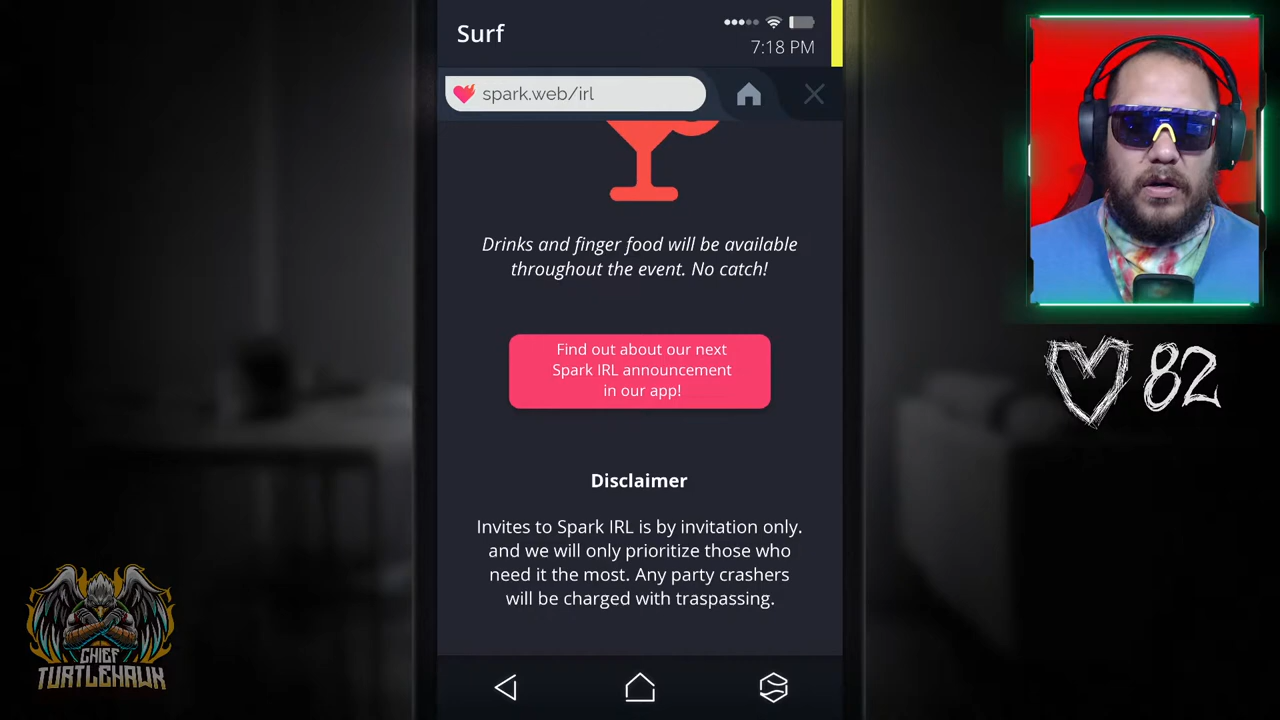 Surf
7:18 PM
spark.web/irl
Drinks and finger food will be available
throughout the event. No catch!
Find out about our next
Spark IRL announcement
in our app!
Disclaimer
Invites to Spark IRL is by invitation only.
and we will only prioritize those who
need it the most. Any party crashers
will be charged with traspassing.
82
CHIEF
TURTLEHAWK